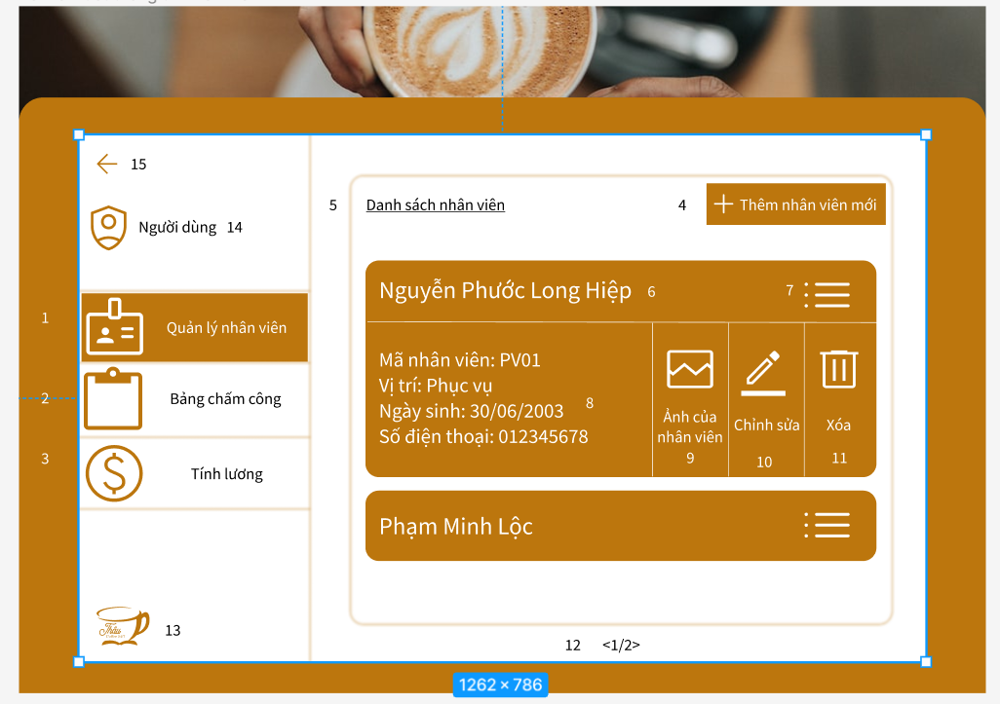 15
Người dùng 14
1
Quản lý nhân viên
2
Bảng chấm công
3
Tính lương
Thâu
13
5
Danh sách nhân viên
4
Thêm nhân viên mới
Nguyễn Phước Long Hiệp 6
7
Mã nhân viên: PV01
Vị trí: Phục vụ
Ngày sinh: 30/06/2003
Số điện thoại: 012345678
8
Ảnh của
nhân viên
9
Chỉnh sửa
10
Xóa
11
Phạm Minh Lộc
12 <1/2>
1262 × 786